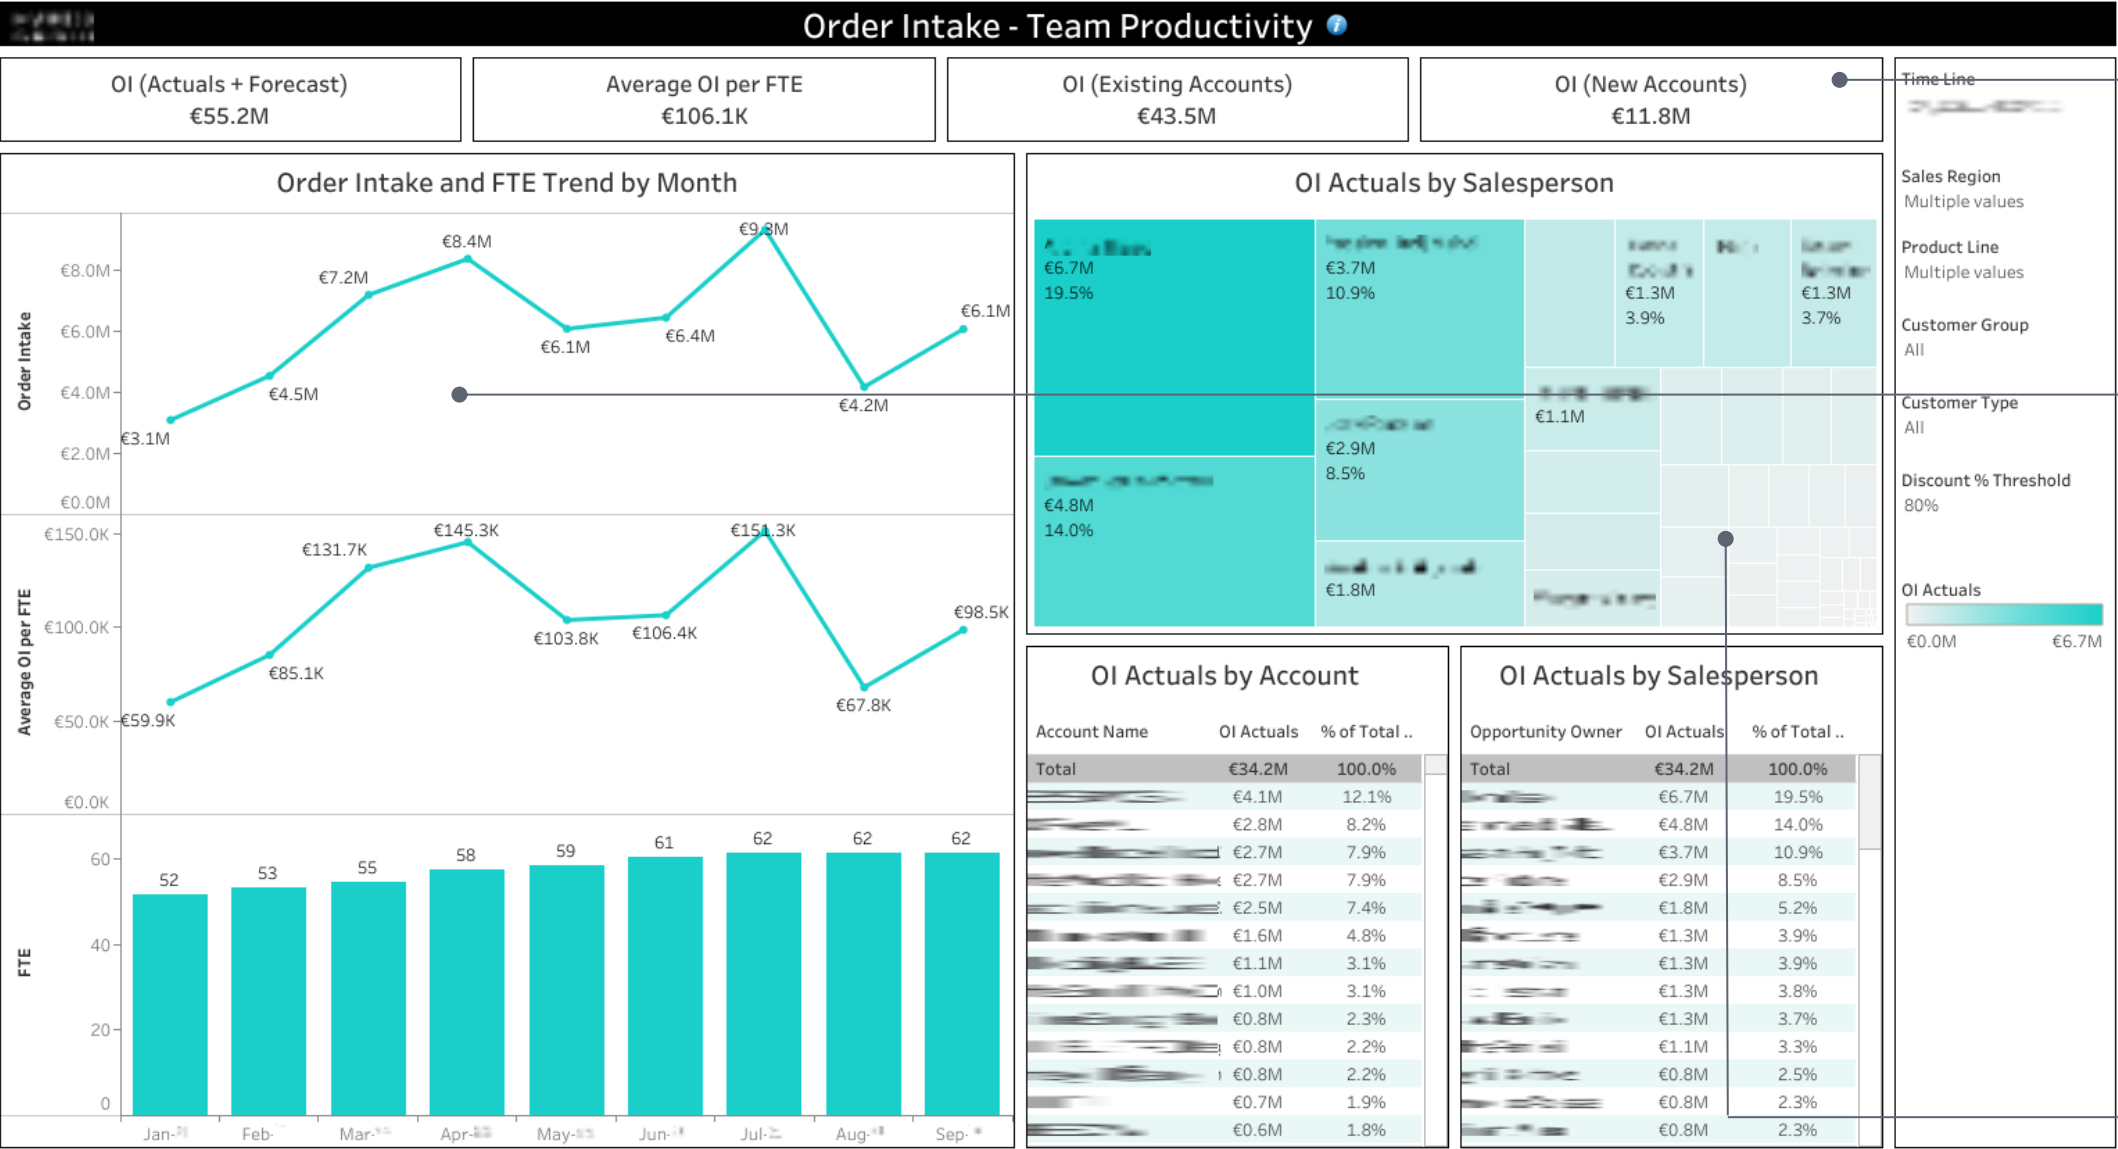 Order Intake - Team Productivity i
OI (Actuals + Forecast)
€55.2M
Average OI per FTE
€106.1K
OI (Existing Accounts)
€43.5M
OI (New Accounts)
€11.8M
Order Intake and FTE Trend by Month
Order Intake
€8.0M
€6.0M
€4.0M
€2.0M
€0.0M
€3.1M
€4.5M
€7.2M
€8.4M
€6.1M
€6.4M
€9.3M
€4.2M
€6.1M
Average OI per FTE
€150.0K
€100.0K
€50.0K
€0.0K
€59.9K
€85.1K
€131.7K
€145.3K
€103.8K
€106.4K
€151.3K
€67.8K
€98.5K
FTE
60
40
20
0
52
53
55
58
59
61
62
62
62
Jan-
Feb-
Mar-
Apr-
May-
Jun-
Jul-
Aug-
Sep-
OI Actuals by Salesperson
€6.7M
19.5%
€4.8M
14.0%
€3.7M
10.9%
€2.9M
8.5%
€1.8M
€1.3M
3.9%
€1.3M
3.7%
€1.1M
OI Actuals by Account
Account Name OI Actuals % of Total ..
Total €34.2M 100.0%
€4.1M 12.1%
€2.8M 8.2%
€2.7M 7.9%
€2.7M 7.9%
€2.5M 7.4%
€1.6M 4.8%
€1.1M 3.1%
€1.0M 3.1%
€0.8M 2.3%
€0.8M 2.2%
€0.8M 2.2%
€0.7M 1.9%
€0.6M 1.8%
OI Actuals by Salesperson
Opportunity Owner OI Actuals % of Total ..
Total €34.2M 100.0%
€6.7M 19.5%
€4.8M 14.0%
€3.7M 10.9%
€2.9M 8.5%
€1.8M 5.2%
€1.3M 3.9%
€1.3M 3.9%
€1.3M 3.8%
€1.3M 3.7%
€1.1M 3.3%
€0.8M 2.5%
€0.8M 2.3%
€0.8M 2.3%
Time Line
Sales Region
Multiple values
Product Line
Multiple values
Customer Group
All
Customer Type
All
Discount % Threshold
80%
OI Actuals
€0.0M €6.7M